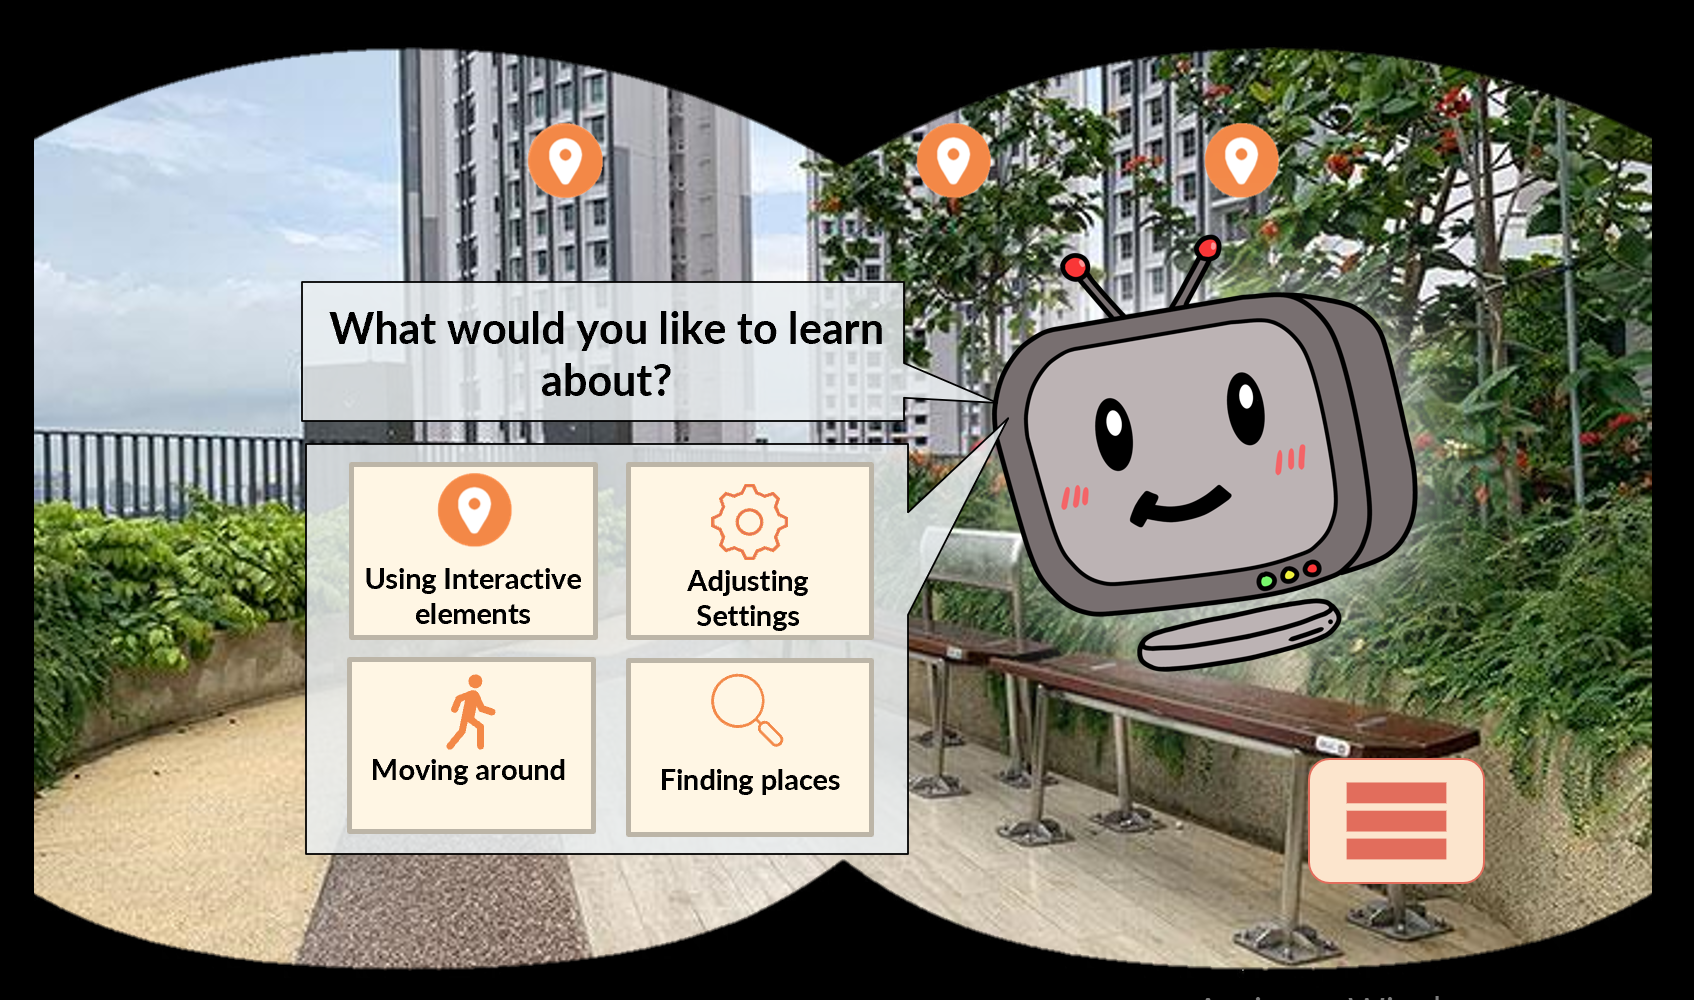 What would you like to learn
about?
Using Interactive
elements
Adjusting
Settings
Moving around
Finding places